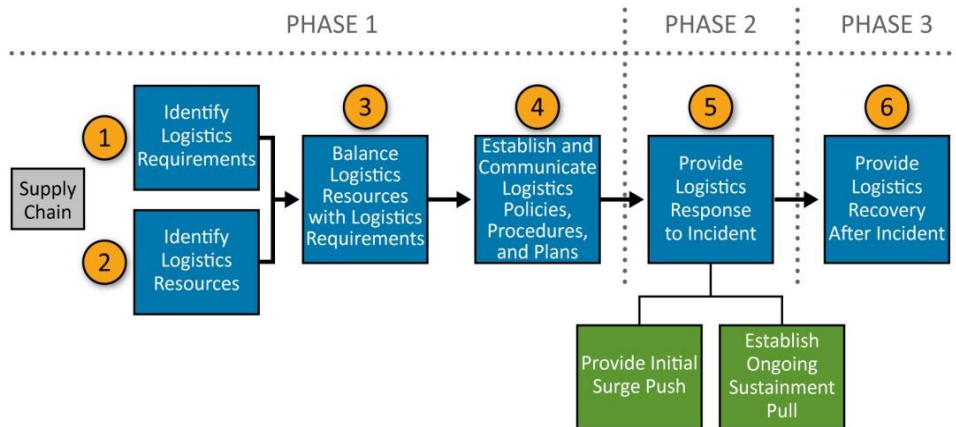 PHASE 1
PHASE 2
PHASE 3
Supply
Chain
1
Identify
Logistics
Requirements
2
Identify
Logistics
Resources
3
Balance
Logistics
Resources
with Logistics
Requirements
4
Establish and
Communicate
Logistics
Policies,
Procedures,
and Plans
5
Provide
Logistics
Response
to Incident
Provide Initial
Surge Push
Establish
Ongoing
Sustainment
Pull
6
Provide
Logistics
Recovery
After Incident